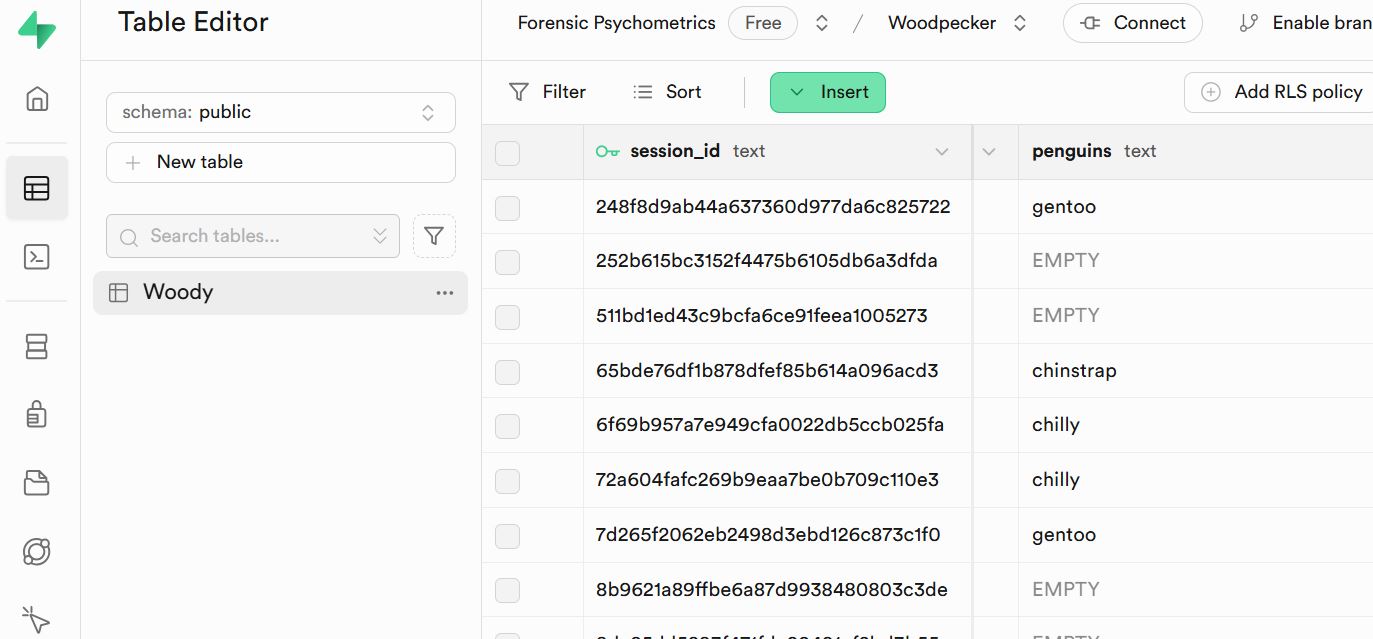 Table Editor
Forensic Psychometrics Free / Woodpecker Connect Enable bran
schema: public
Filter Sort Insert Add RLS policy
New table
session_id text penguins text
Search tables...
Woody
248f8d9ab44a637360d977da6c825722 gentoo
252b615bc3152f4475b6105db6a3dfda EMPTY
511bd1ed43c9bcfa6ce91feea1005273 EMPTY
65bde76df1b878dfef85b614a096acd3 chinstrap
6f69b957a7e949cfa0022db5ccb025fa chilly
72a604fafc269b9eaa7be0b709c110e3 chilly
7d265f2062eb2498d3ebd126c873c1f0 gentoo
8b9621a89ffbe6a87d9938480803c3de EMPTY
EMPTY